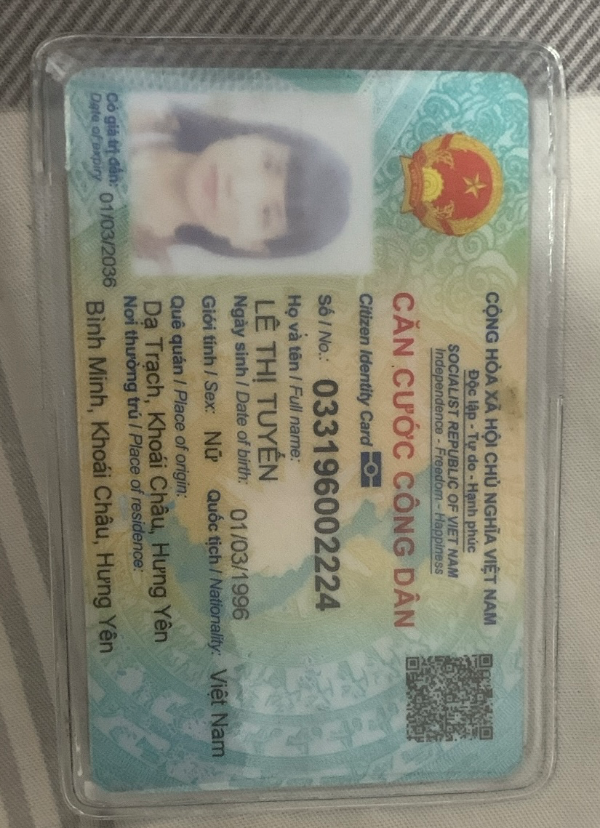 CỘNG HÒA XÃ HỘI CHỦ NGHĨA VIỆT NAM
Độc lập - Tự do - Hạnh phúc
SOCIALIST REPUBLIC OF VIET NAM
Independence - Freedom - Happiness
CĂN CƯỚC CÔNG DÂN
Citizen Identity Card
Số / No.: 033196002224
Họ và tên / Full name:
LÊ THỊ TUYỂN
Ngày sinh / Date of birth: 01/03/1996
Giới tính / Sex: Nữ Quốc tịch / Nationality: Việt Nam
Quê quán / Place of origin:
Dạ Trạch, Khoái Châu, Hưng Yên
Nơi thường trú / Place of residence:
Bình Minh, Khoái Châu, Hưng Yên
Có giá trị đến: 01/03/2036
Date of expiry